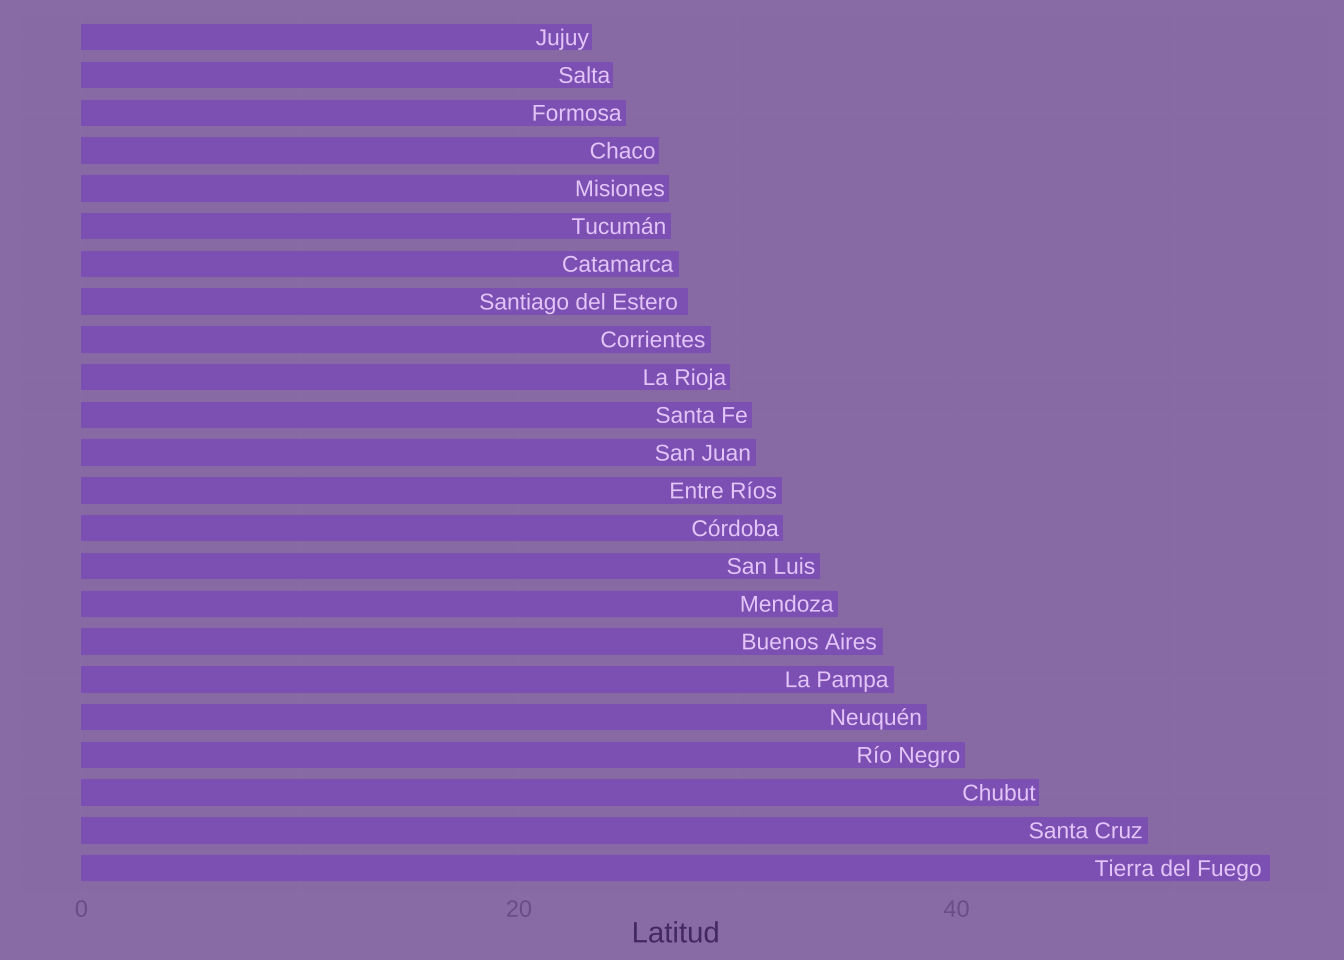 Jujuy
Salta
Formosa
Chaco
Misiones
Tucumán
Catamarca
Santiago del Estero
Corrientes
La Rioja
Santa Fe
San Juan
Entre Ríos
Córdoba
San Luis
Mendoza
Buenos Aires
La Pampa
Neuquén
Río Negro
Chubut
Santa Cruz
Tierra del Fuego
0 20 40
Latitud